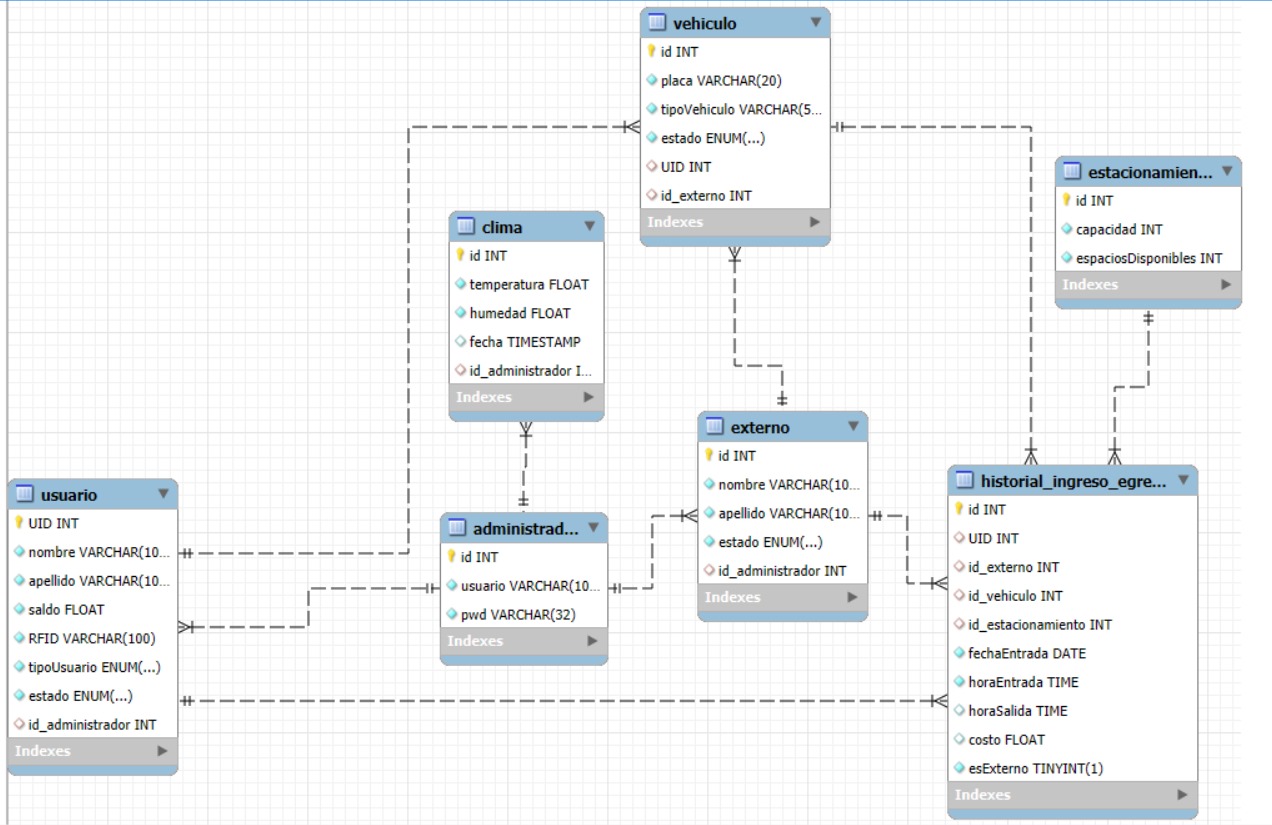 vehiculo
id INT
placa VARCHAR(20)
tipoVehiculo VARCHAR(5...
estado ENUM(...)
UID INT
id_externo INT
Indexes
estacionamien...
id INT
capacidad INT
espaciosDisponibles INT
Indexes
clima
id INT
temperatura FLOAT
humedad FLOAT
fecha TIMESTAMP
id_administrador I...
Indexes
externo
id INT
nombre VARCHAR(10...
apellido VARCHAR(10...
estado ENUM(...)
id_administrador INT
Indexes
usuario
UID INT
nombre VARCHAR(10...
apellido VARCHAR(10...
saldo FLOAT
RFID VARCHAR(100)
tipoUsuario ENUM(...)
estado ENUM(...)
id_administrador INT
Indexes
administrad...
id INT
usuario VARCHAR(10...
pwd VARCHAR(32)
Indexes
historial_ingreso_egre...
id INT
UID INT
id_externo INT
id_vehiculo INT
id_estacionamiento INT
fechaEntrada DATE
horaEntrada TIME
horaSalida TIME
costo FLOAT
esExterno TINYINT(1)
Indexes